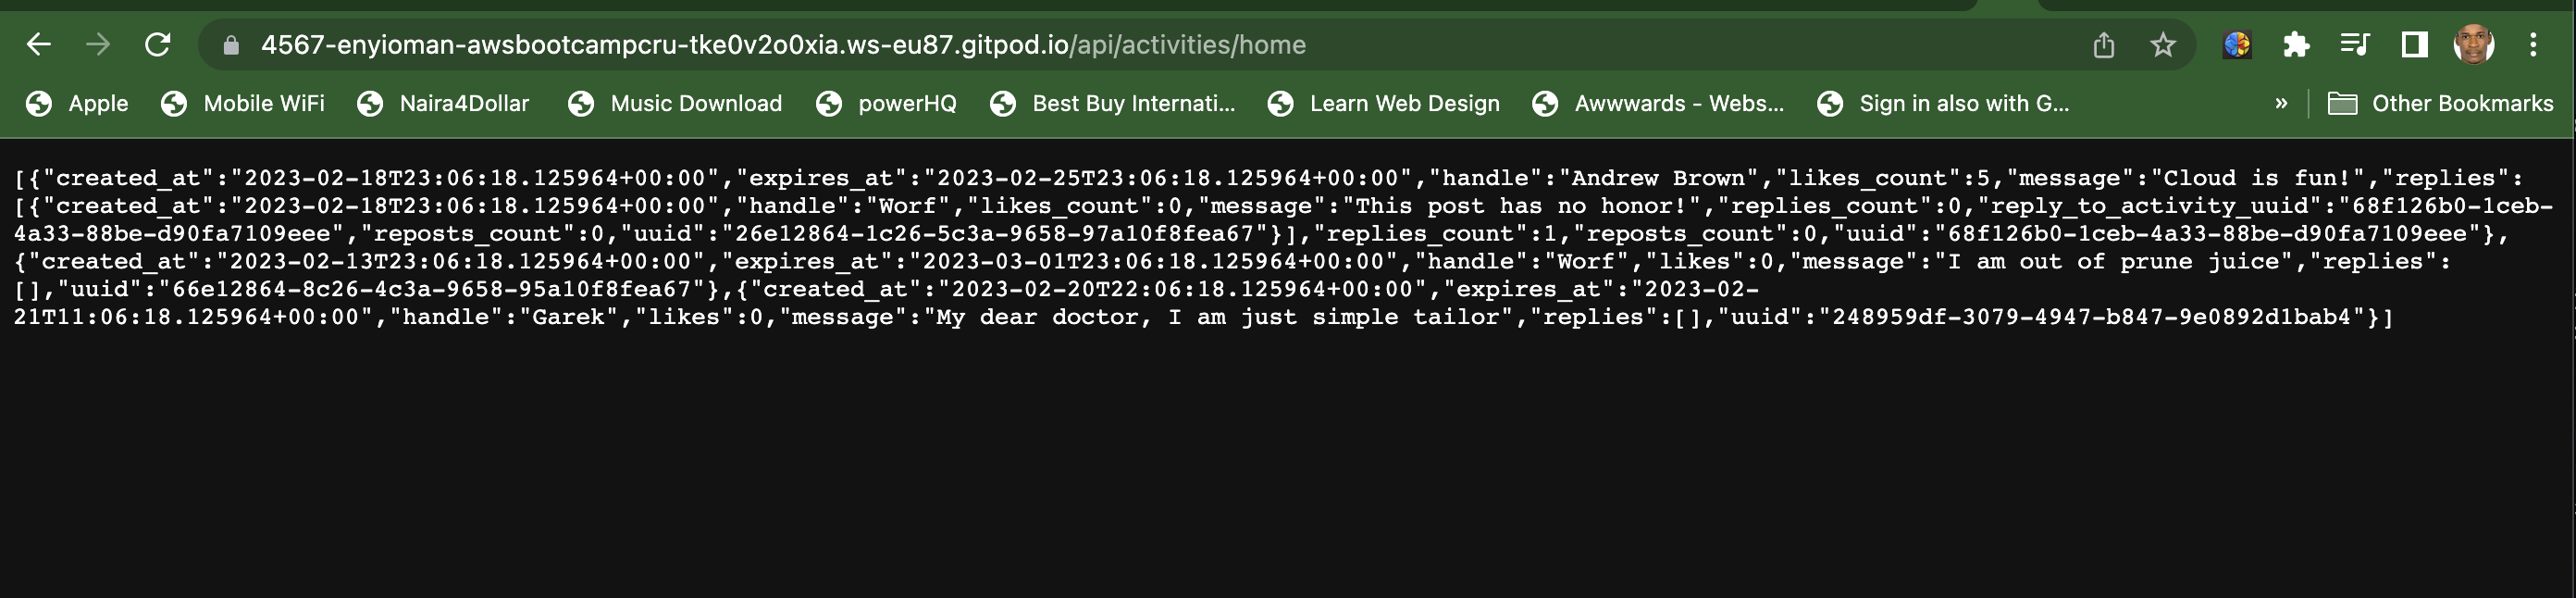 4567-enyioman-awsbootcampcru-tke0v2o0xia.ws-eu87.gitpod.io/api/activities/home
Apple Mobile WiFi Naira4Dollar Music Download powerHQ Best Buy Internati... Learn Web Design Awwwards - Webs... Sign in also with G... » Other Bookmarks
[{"created_at":"2023-02-18T23:06:18.125964+00:00","expires_at":"2023-02-25T23:06:18.125964+00:00","handle":"Andrew Brown","likes_count":5,"message":"Cloud is fun!","replies":
[{"created_at":"2023-02-18T23:06:18.125964+00:00","handle":"Worf","likes_count":0,"message":"This post has no honor!","replies_count":0,"reply_to_activity_uuid":"68f126b0-1ceb-
4a33-88be-d90fa7109eee","reposts_count":0,"uuid":"26e12864-1c26-5c3a-9658-97a10f8fea67"}],"replies_count":1,"reposts_count":0,"uuid":"68f126b0-1ceb-4a33-88be-d90fa7109eee"},
{"created_at":"2023-02-13T23:06:18.125964+00:00","expires_at":"2023-03-01T23:06:18.125964+00:00","handle":"Worf","likes":0,"message":"I am out of prune juice","replies":
[],"uuid":"66e12864-8c26-4c3a-9658-95a10f8fea67"},{"created_at":"2023-02-20T22:06:18.125964+00:00","expires_at":"2023-02-
21T11:06:18.125964+00:00","handle":"Garek","likes":0,"message":"My dear doctor, I am just simple tailor","replies":[],"uuid":"248959df-3079-4947-b847-9e0892d1bab4"}]